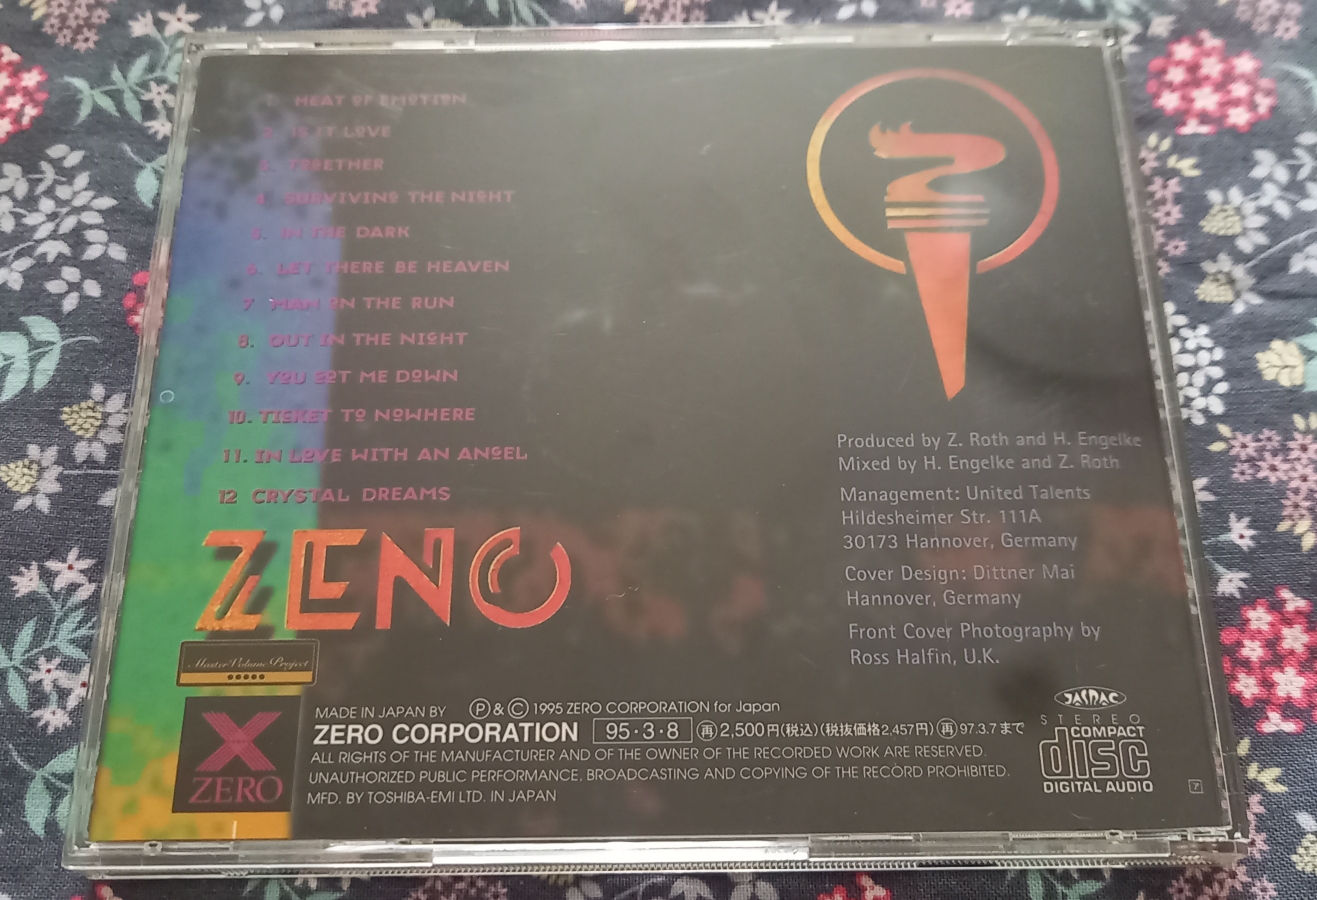 1. HEAT OF EMOTION
2. IS IT LOVE
3. TOGETHER
4. SURVIVING THE NIGHT
5. IN THE DARK
6. LET THERE BE HEAVEN
7 MAN ON THE RUN
8. OUT IN THE NIGHT
9. YOU GOT ME DOWN
10. TICKET TO NOWHERE
11. IN LOVE WITH AN ANGEL
12 CRYSTAL DREAMS
ZENO
Master Volume Project
X
ZERO
Produced by Z. Roth and H. Engelke
Mixed by H. Engelke and Z. Roth
Management: United Talents
Hildesheimer Str. 111A
30173 Hannover, Germany
Cover Design: Dittner Mai
Hannover, Germany
Front Cover Photography by
Ross Halfin, U.K.
MADE IN JAPAN BY Ⓟ&Ⓒ 1995 ZERO CORPORATION for Japan
ZERO CORPORATION 95・3・8 ㊢2,500円(税込)(税抜価格2,457円) ㊢97.3.7まで
ALL RIGHTS OF THE MANUFACTURER AND OF THE OWNER OF THE RECORDED WORK ARE RESERVED.
UNAUTHORIZED PUBLIC PERFORMANCE, BROADCASTING AND COPYING OF THE RECORD PROHIBITED.
MFD. BY TOSHIBA-EMI LTD. IN JAPAN
JASRAC
STEREO
COMPACT
disc
DIGITAL AUDIO
ア